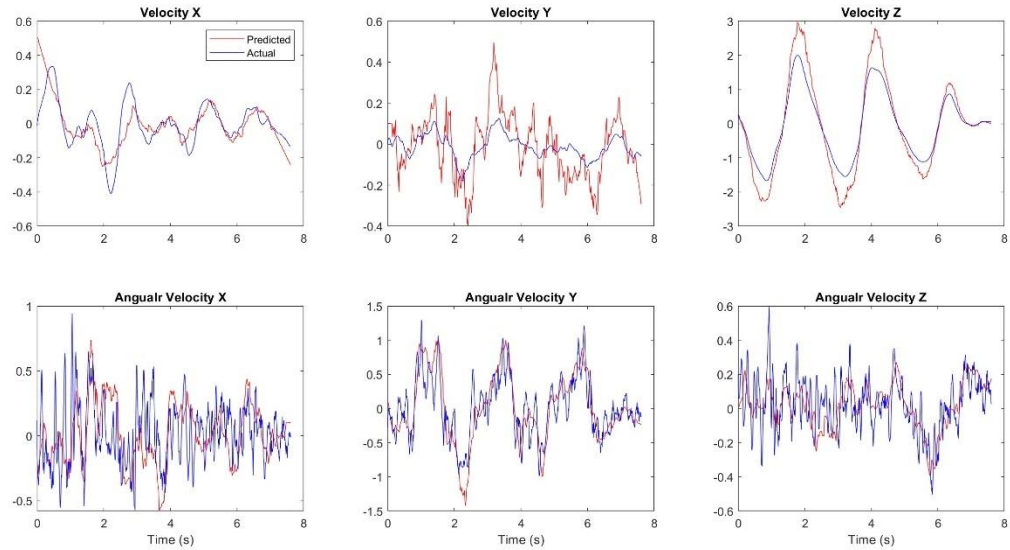 Velocity X
0.6
0.4
0.2
0
-0.2
-0.4
-0.6
0 2 4 6 8
Predicted
Actual
Velocity Y
0.6
0.4
0.2
0
-0.2
-0.4
0 2 4 6 8
Velocity Z
3
2
1
0
-1
-2
-3
0 2 4 6 8
Angualr Velocity X
1
0.5
0
-0.5
0 2 4 6 8
Time (s)
Angualr Velocity Y
1.5
1
0.5
0
-0.5
-1
-1.5
0 2 4 6 8
Time (s)
Angualr Velocity Z
0.6
0.4
0.2
0
-0.2
-0.4
-0.6
0 2 4 6 8
Time (s)